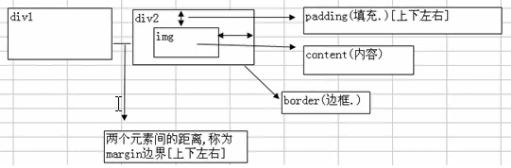 div1
div2
img
padding(填充.)[上下左右]
content(内容)
border(边框.)
两个元素间的距离,称为
margin边界[上下左右]